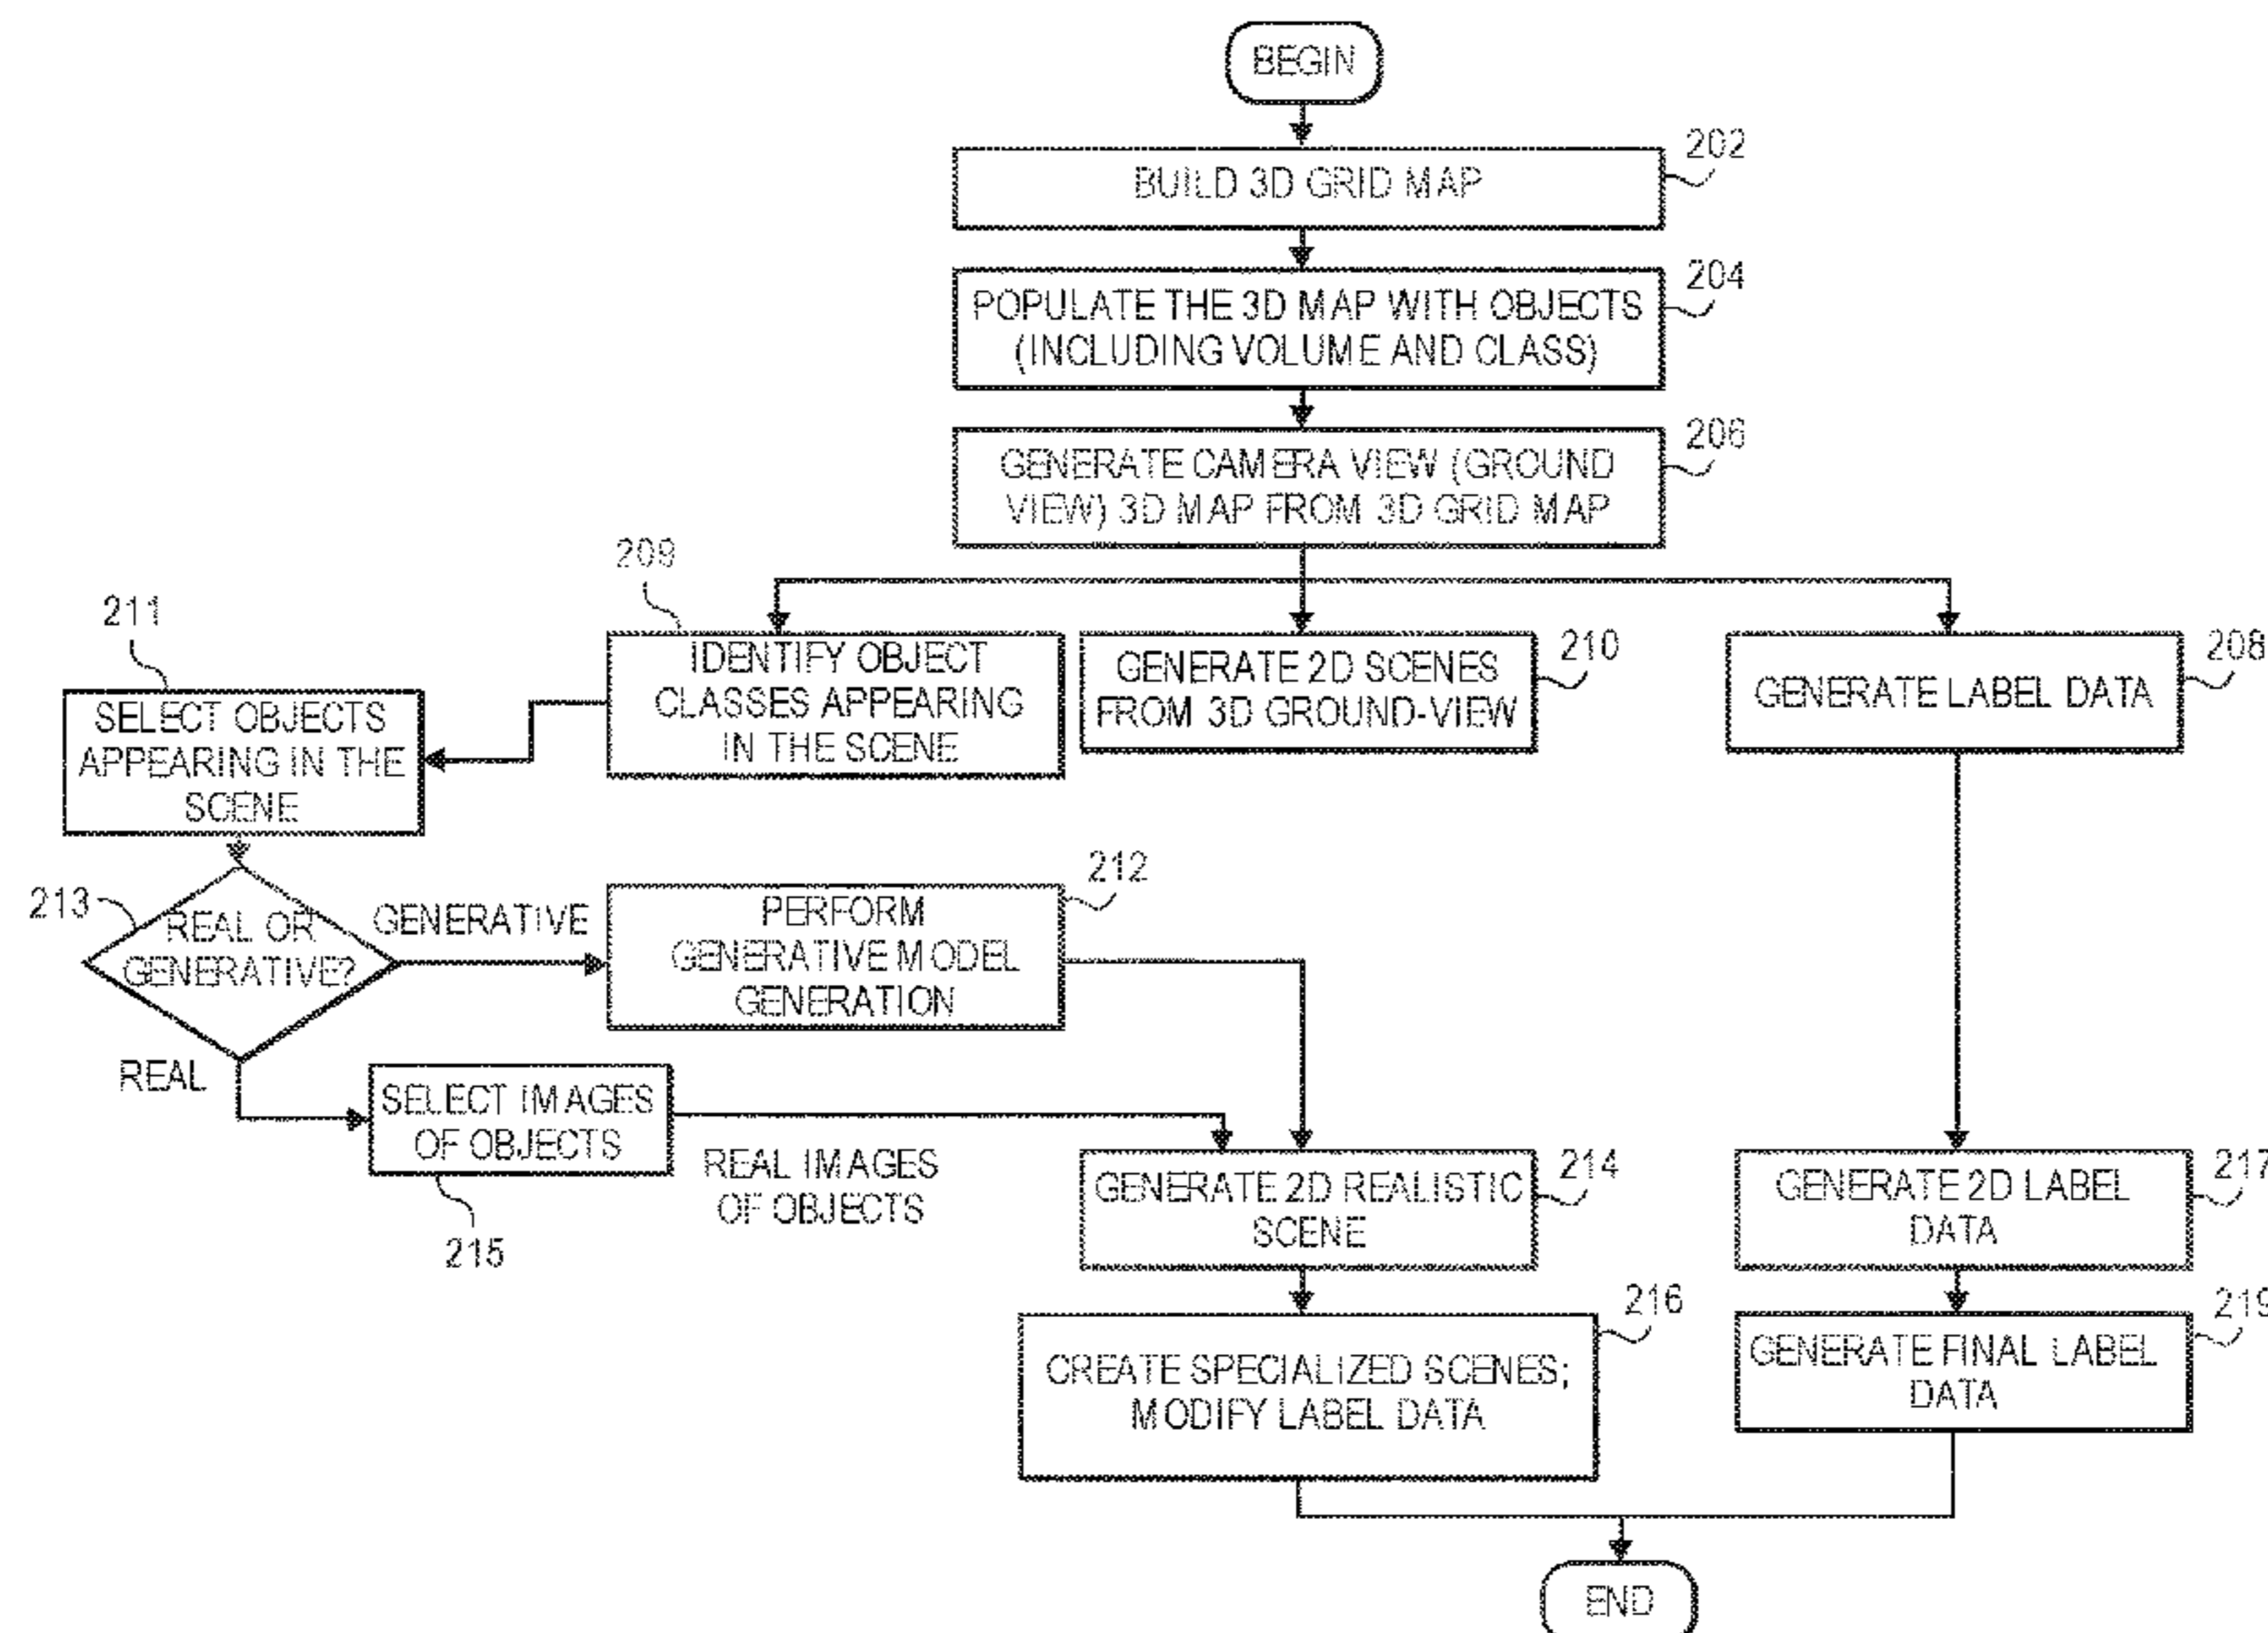 BEGIN
BUILD 3D GRID MAP
202
POPULATE THE 3D MAP WITH OBJECTS
(INCLUDING VOLUME AND CLASS)
204
GENERATE CAMERA VIEW (GROUND
VIEW) 3D MAP FROM 3D GRID MAP
206
209
IDENTIFY OBJECT
CLASSES APPEARING
IN THE SCENE
GENERATE 2D SCENES
FROM 3D GROUND-VIEW
210
GENERATE LABEL DATA
208
211
SELECT OBJECTS
APPEARING IN THE
SCENE
213
REAL OR
GENERATIVE?
GENERATIVE
PERFORM
GENERATIVE MODEL
GENERATION
212
REAL
SELECT IMAGES
OF OBJECTS
215
REAL IMAGES
OF OBJECTS
GENERATE 2D REALISTIC
SCENE
214
GENERATE 2D LABEL
DATA
217
CREATE SPECIALIZED SCENES;
MODIFY LABEL DATA
216
GENERATE FINAL LABEL
DATA
219
END